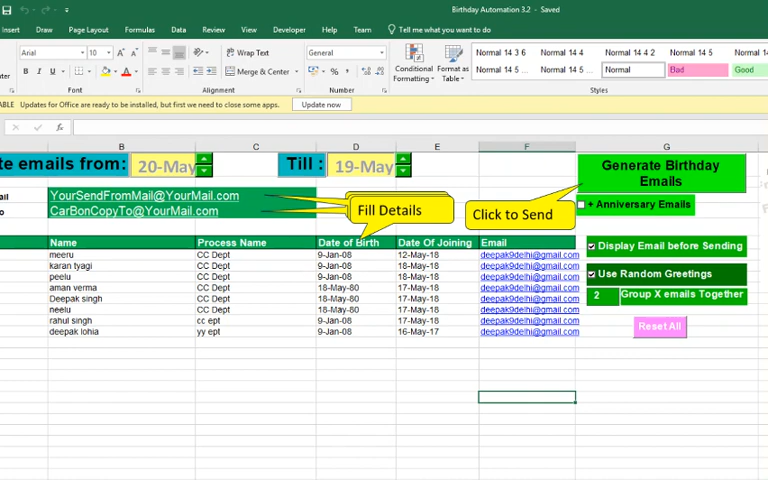 Birthday Automation 3.2 - Saved
Insert Draw Page Layout Formulas Data Review View Developer Help Team Tell me what you want to do
Arial 10 Wrap Text General Normal 14 3 6 Normal 14 4 Normal 14 4 2 Normal 14 5 Normal
B I U Merge & Center % Conditional Formatting Format as Table Normal 14 5 ... Normal 14 5 ... Normal Bad Good
Alignment Number Styles
ABLE Updates for Office are ready to be installed, but first we need to close some apps. Update now
fx
B C D E F G
te emails from: 20-May Till : 19-May Generate Birthday
Emails
ail YourSendFromMail@YourMail.com + Anniversary Emails
o CarBonCopyTo@YourMail.com Fill Details Click to Send
Name Process Name Date of Birth Date Of Joining Email Display Email before Sending
meeru CC Dept 9-Jan-08 12-May-18 deepak9delhi@gmail.com
karan tyagi CC Dept 9-Jan-08 18-May-18 deepak9delhi@gmail.com
peelu CC Dept 9-Jan-08 18-May-18 deepak9delhi@gmail.com Use Random Greetings
aman verma CC Dept 18-May-80 17-May-18 deepak9delhi@gmail.com
Deepak singh CC Dept 18-May-80 17-May-18 deepak9delhi@gmail.com 2 Group X emails Together
neelu CC Dept 18-May-80 17-May-18 deepak9delhi@gmail.com
rahul singh cc ept 9-Jan-08 17-May-18 deepak9delhi@gmail.com Reset All
deepak lohia yy ept 9-Jan-08 16-May-17 deepak9delhi@gmail.com